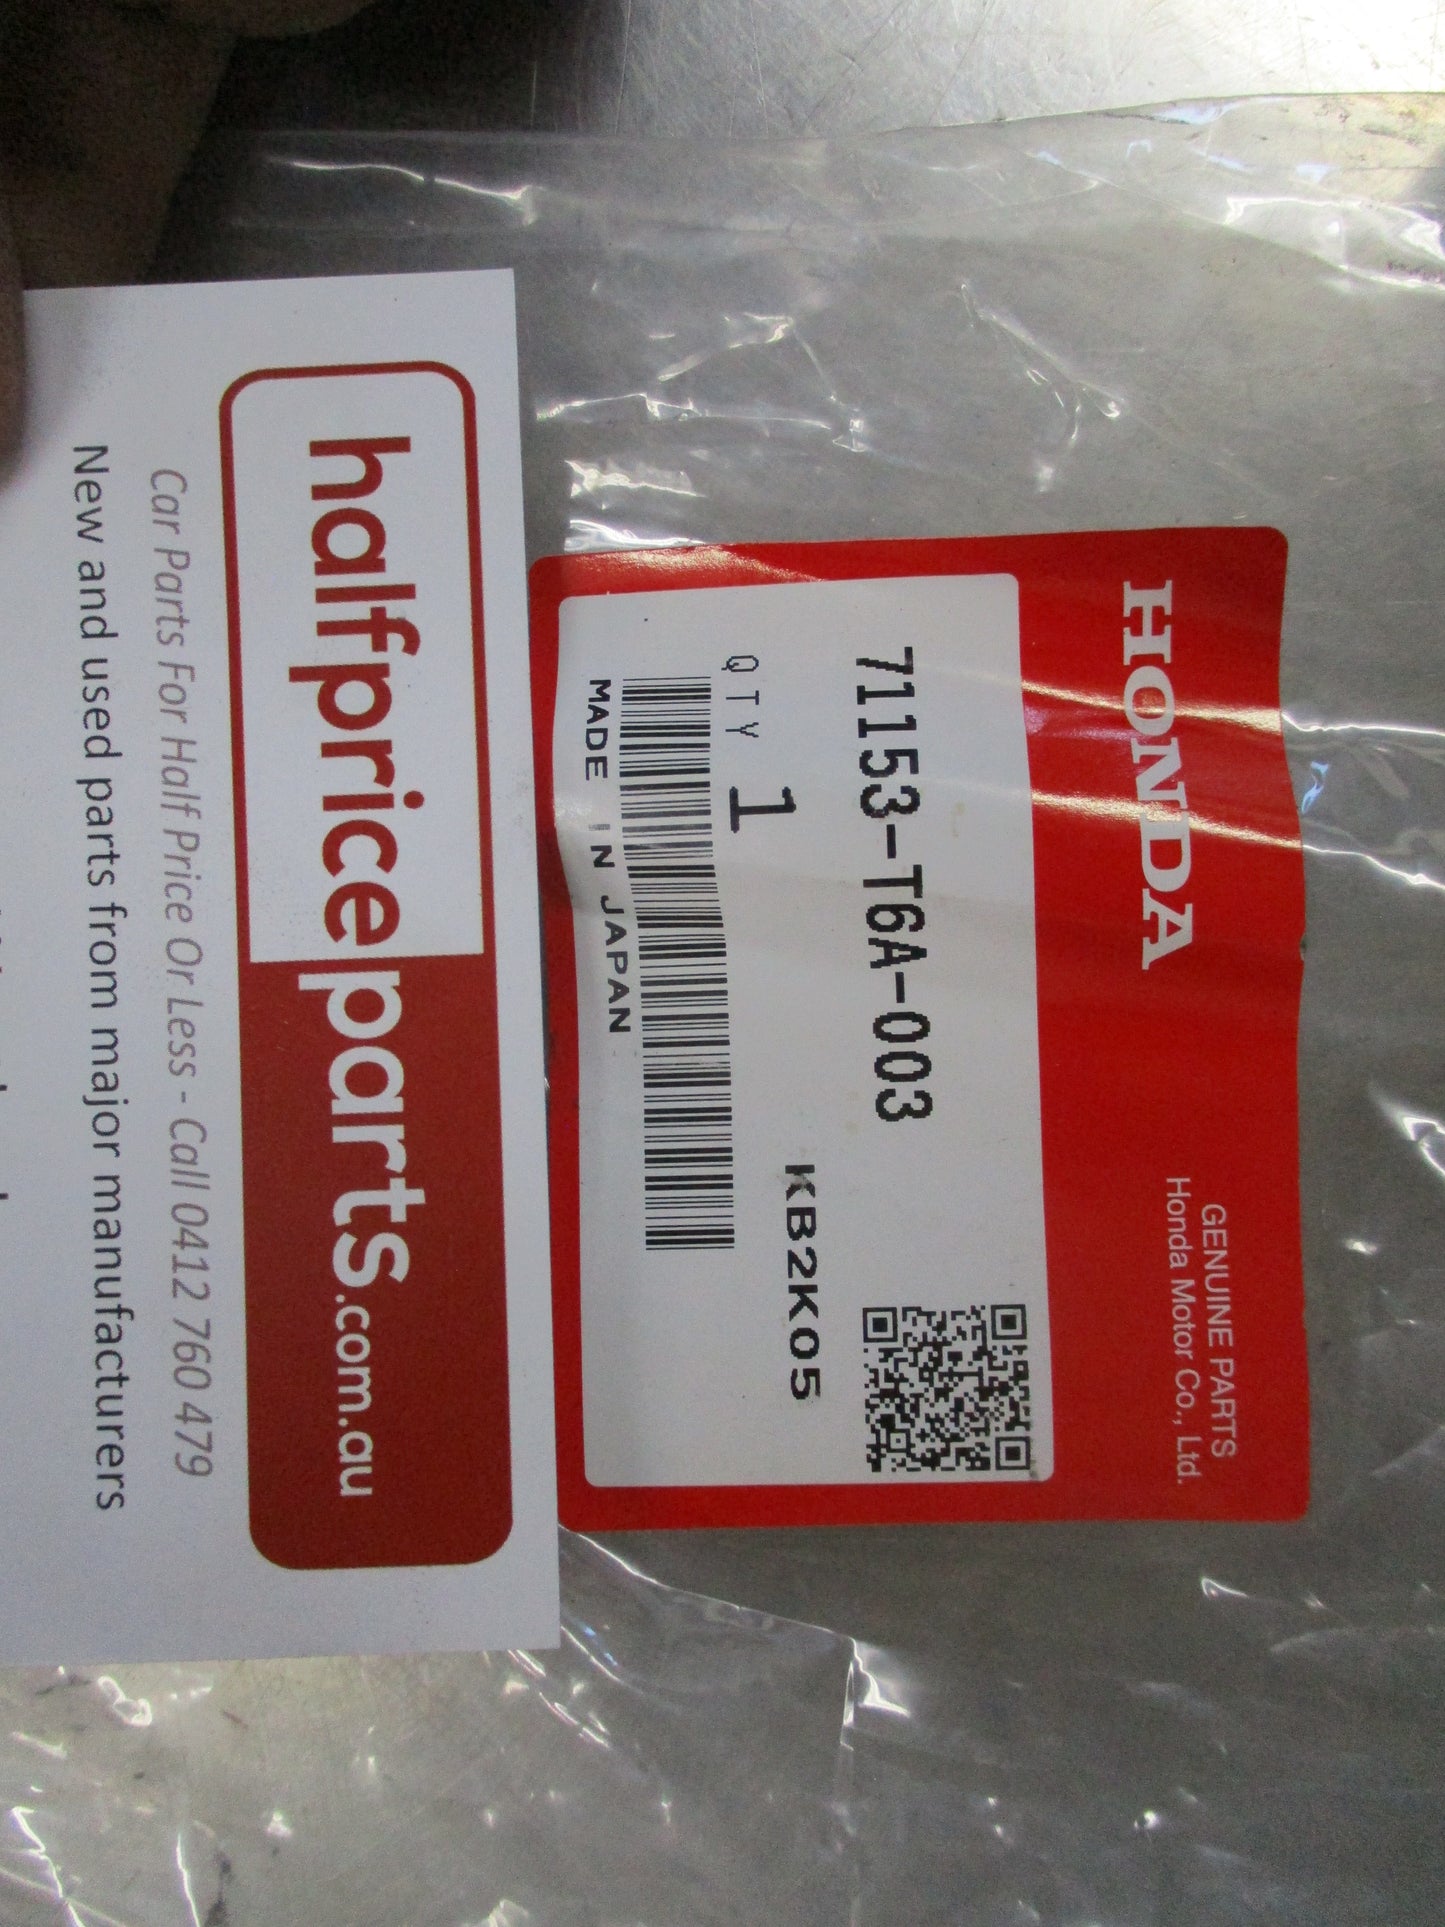 HONDA
GENUINE PARTS
Honda Motor Co., Ltd.
71153-T6A-003
KB2K05
QTY 1
MADE IN JAPAN
halfpriceparts.com.au
Car Parts For Half Price Or Less - Call 0412 760 479
New and used parts from major manufacturers